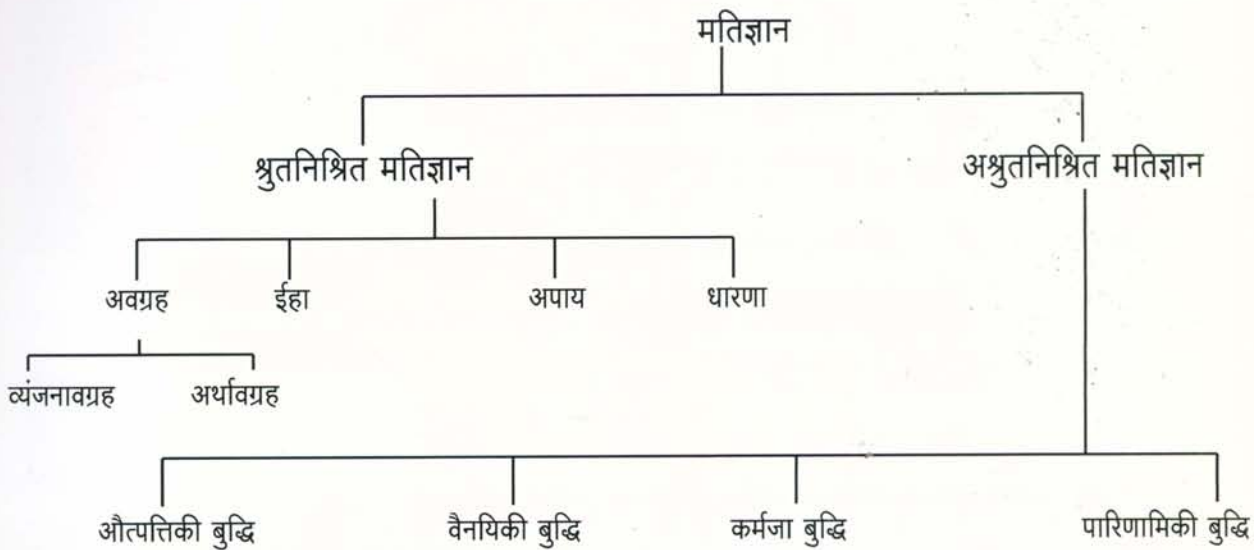 मतिज्ञान
श्रुतनिश्रित मतिज्ञान अश्रुतनिश्रित मतिज्ञान
अवग्रह ईहा अपाय धारणा
व्यंजनावग्रह अर्थावग्रह
औत्पत्तिकी बुद्धि वैनयिकी बुद्धि कर्मजा बुद्धि पारिणामिकी बुद्धि